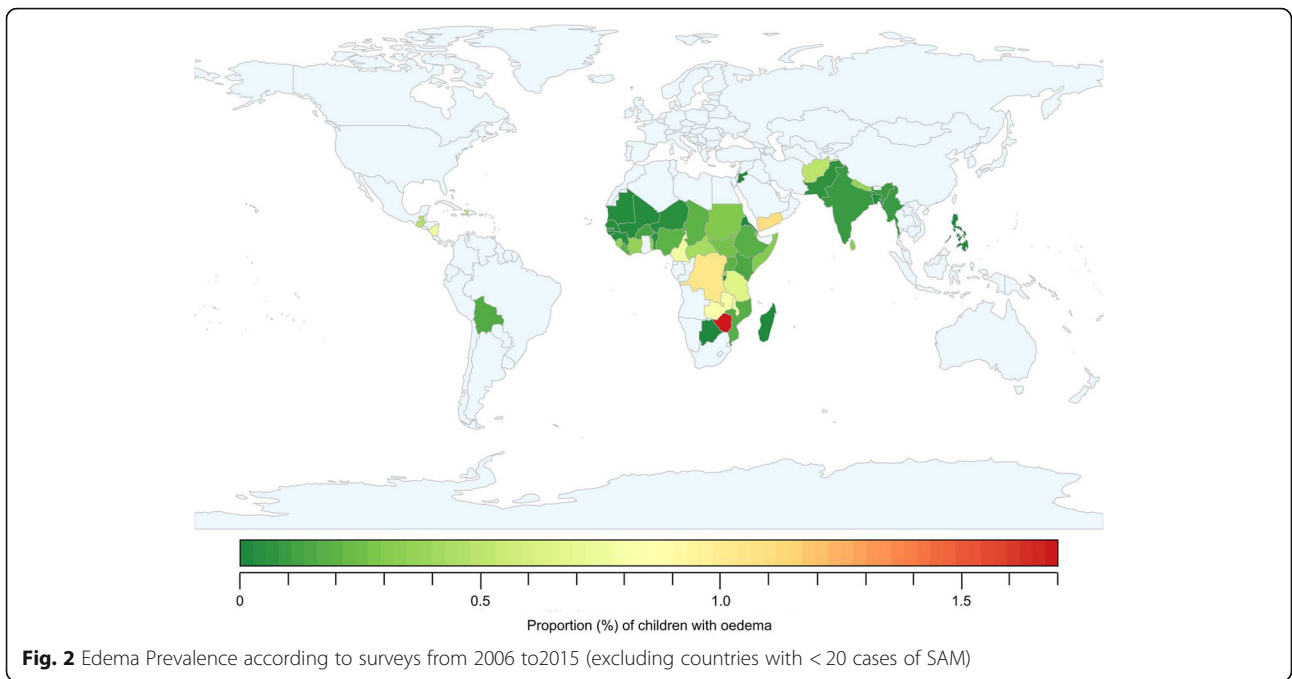 0 0.5 1.0 1.5
Proportion (%) of children with oedema
Fig. 2 Edema Prevalence according to surveys from 2006 to2015 (excluding countries with < 20 cases of SAM)